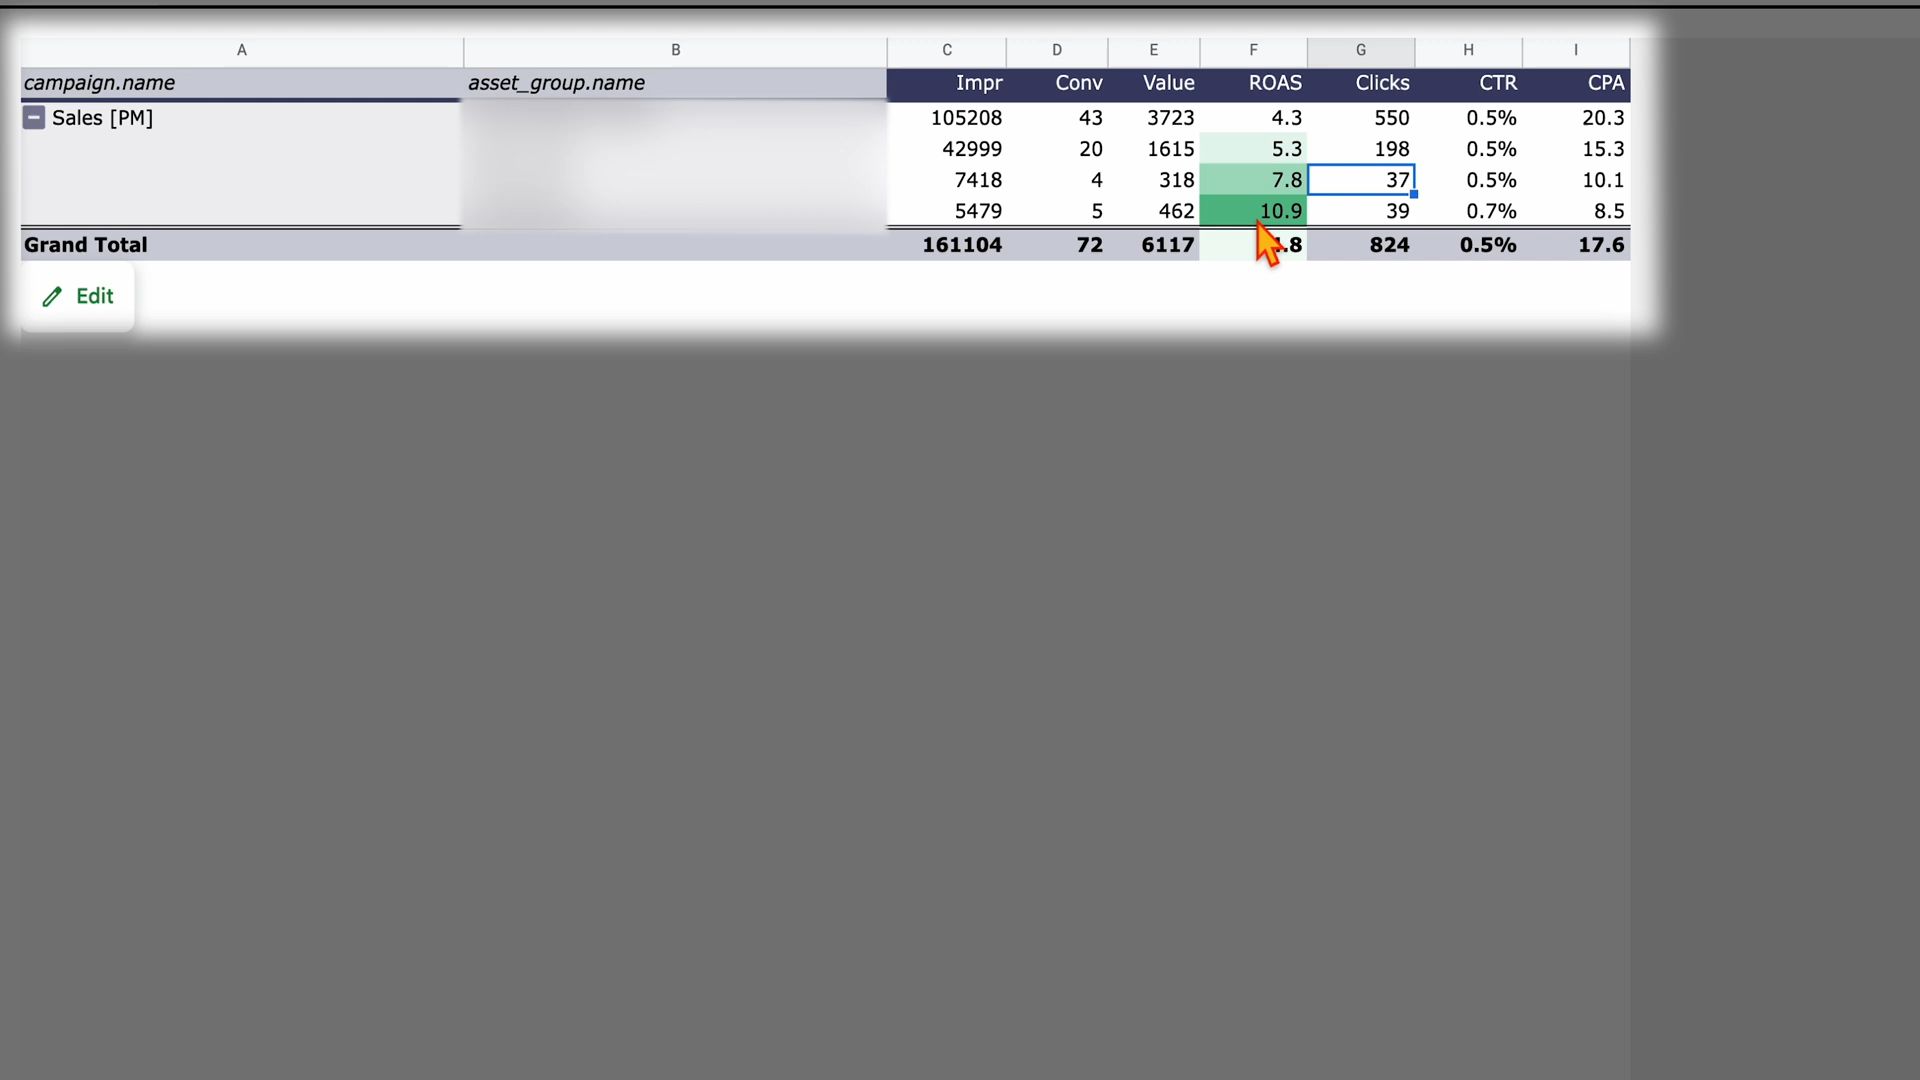 A B C D E F G H I
campaign.name asset_group.name Impr Conv Value ROAS Clicks CTR CPA
Sales [PM] 105208 43 3723 4.3 550 0.5% 20.3
42999 20 1615 5.3 198 0.5% 15.3
7418 4 318 7.8 37 0.5% 10.1
5479 5 462 10.9 39 0.7% 8.5
Grand Total 161104 72 6117 .8 824 0.5% 17.6
Edit